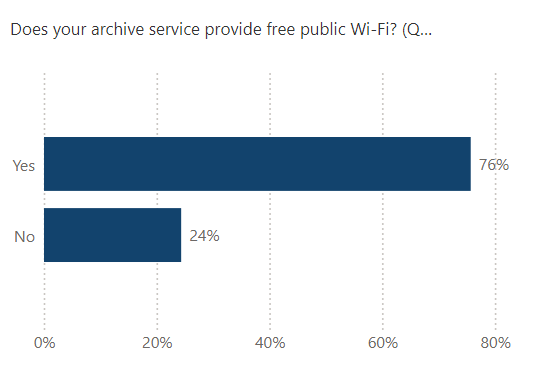 Does your archive service provide free public Wi-Fi? (Q...
Yes
76%
No
24%
0%
20%
40%
60%
80%